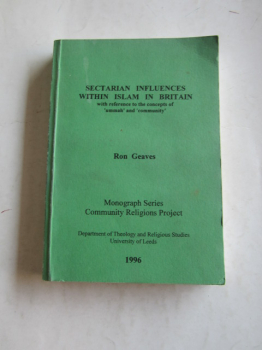 SECTARIAN INFLUENCES
WITHIN ISLAM IN BRITAIN
with reference to the concepts of
'ummah' and 'community'
Ron Geaves
Monograph Series
Community Religions Project
Department of Theology and Religious Studies
University of Leeds
1996